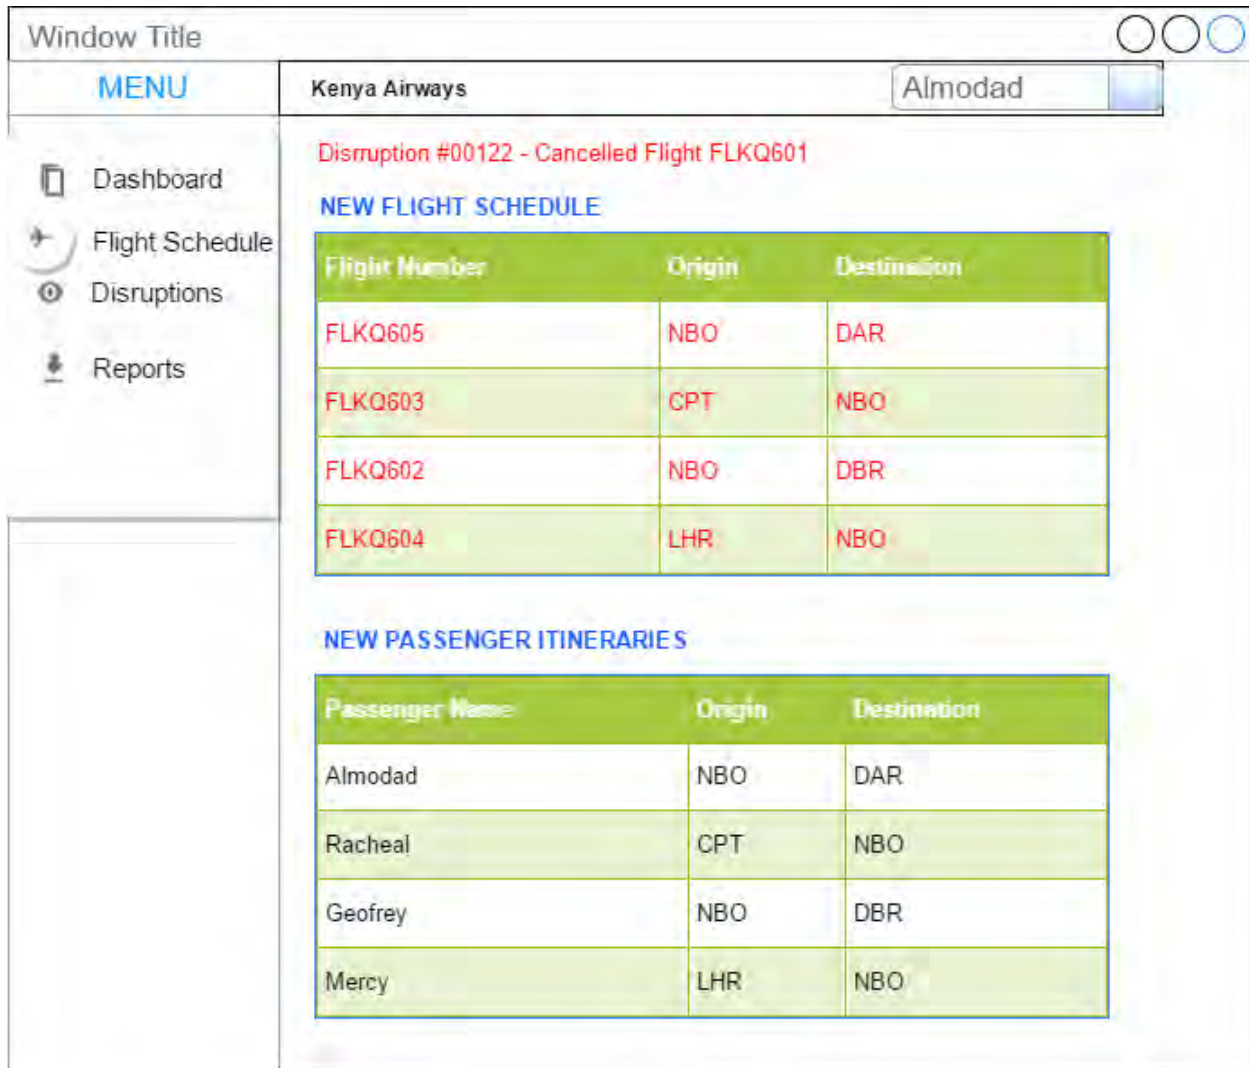 Window Title
MENU
Kenya Airways
Almodad
Dashboard
Flight Schedule
Disruptions
Reports
Disrruption #00122 - Cancelled Flight FLKQ601
NEW FLIGHT SCHEDULE
Flight Number Origin Destination
FLKQ605 NBO DAR
FLKQ603 CPT NBO
FLKQ602 NBO DBR
FLKQ604 LHR NBO
NEW PASSENGER ITINERARIES
Passenger Name Origin Destination
Almodad NBO DAR
Racheal CPT NBO
Geofrey NBO DBR
Mercy LHR NBO